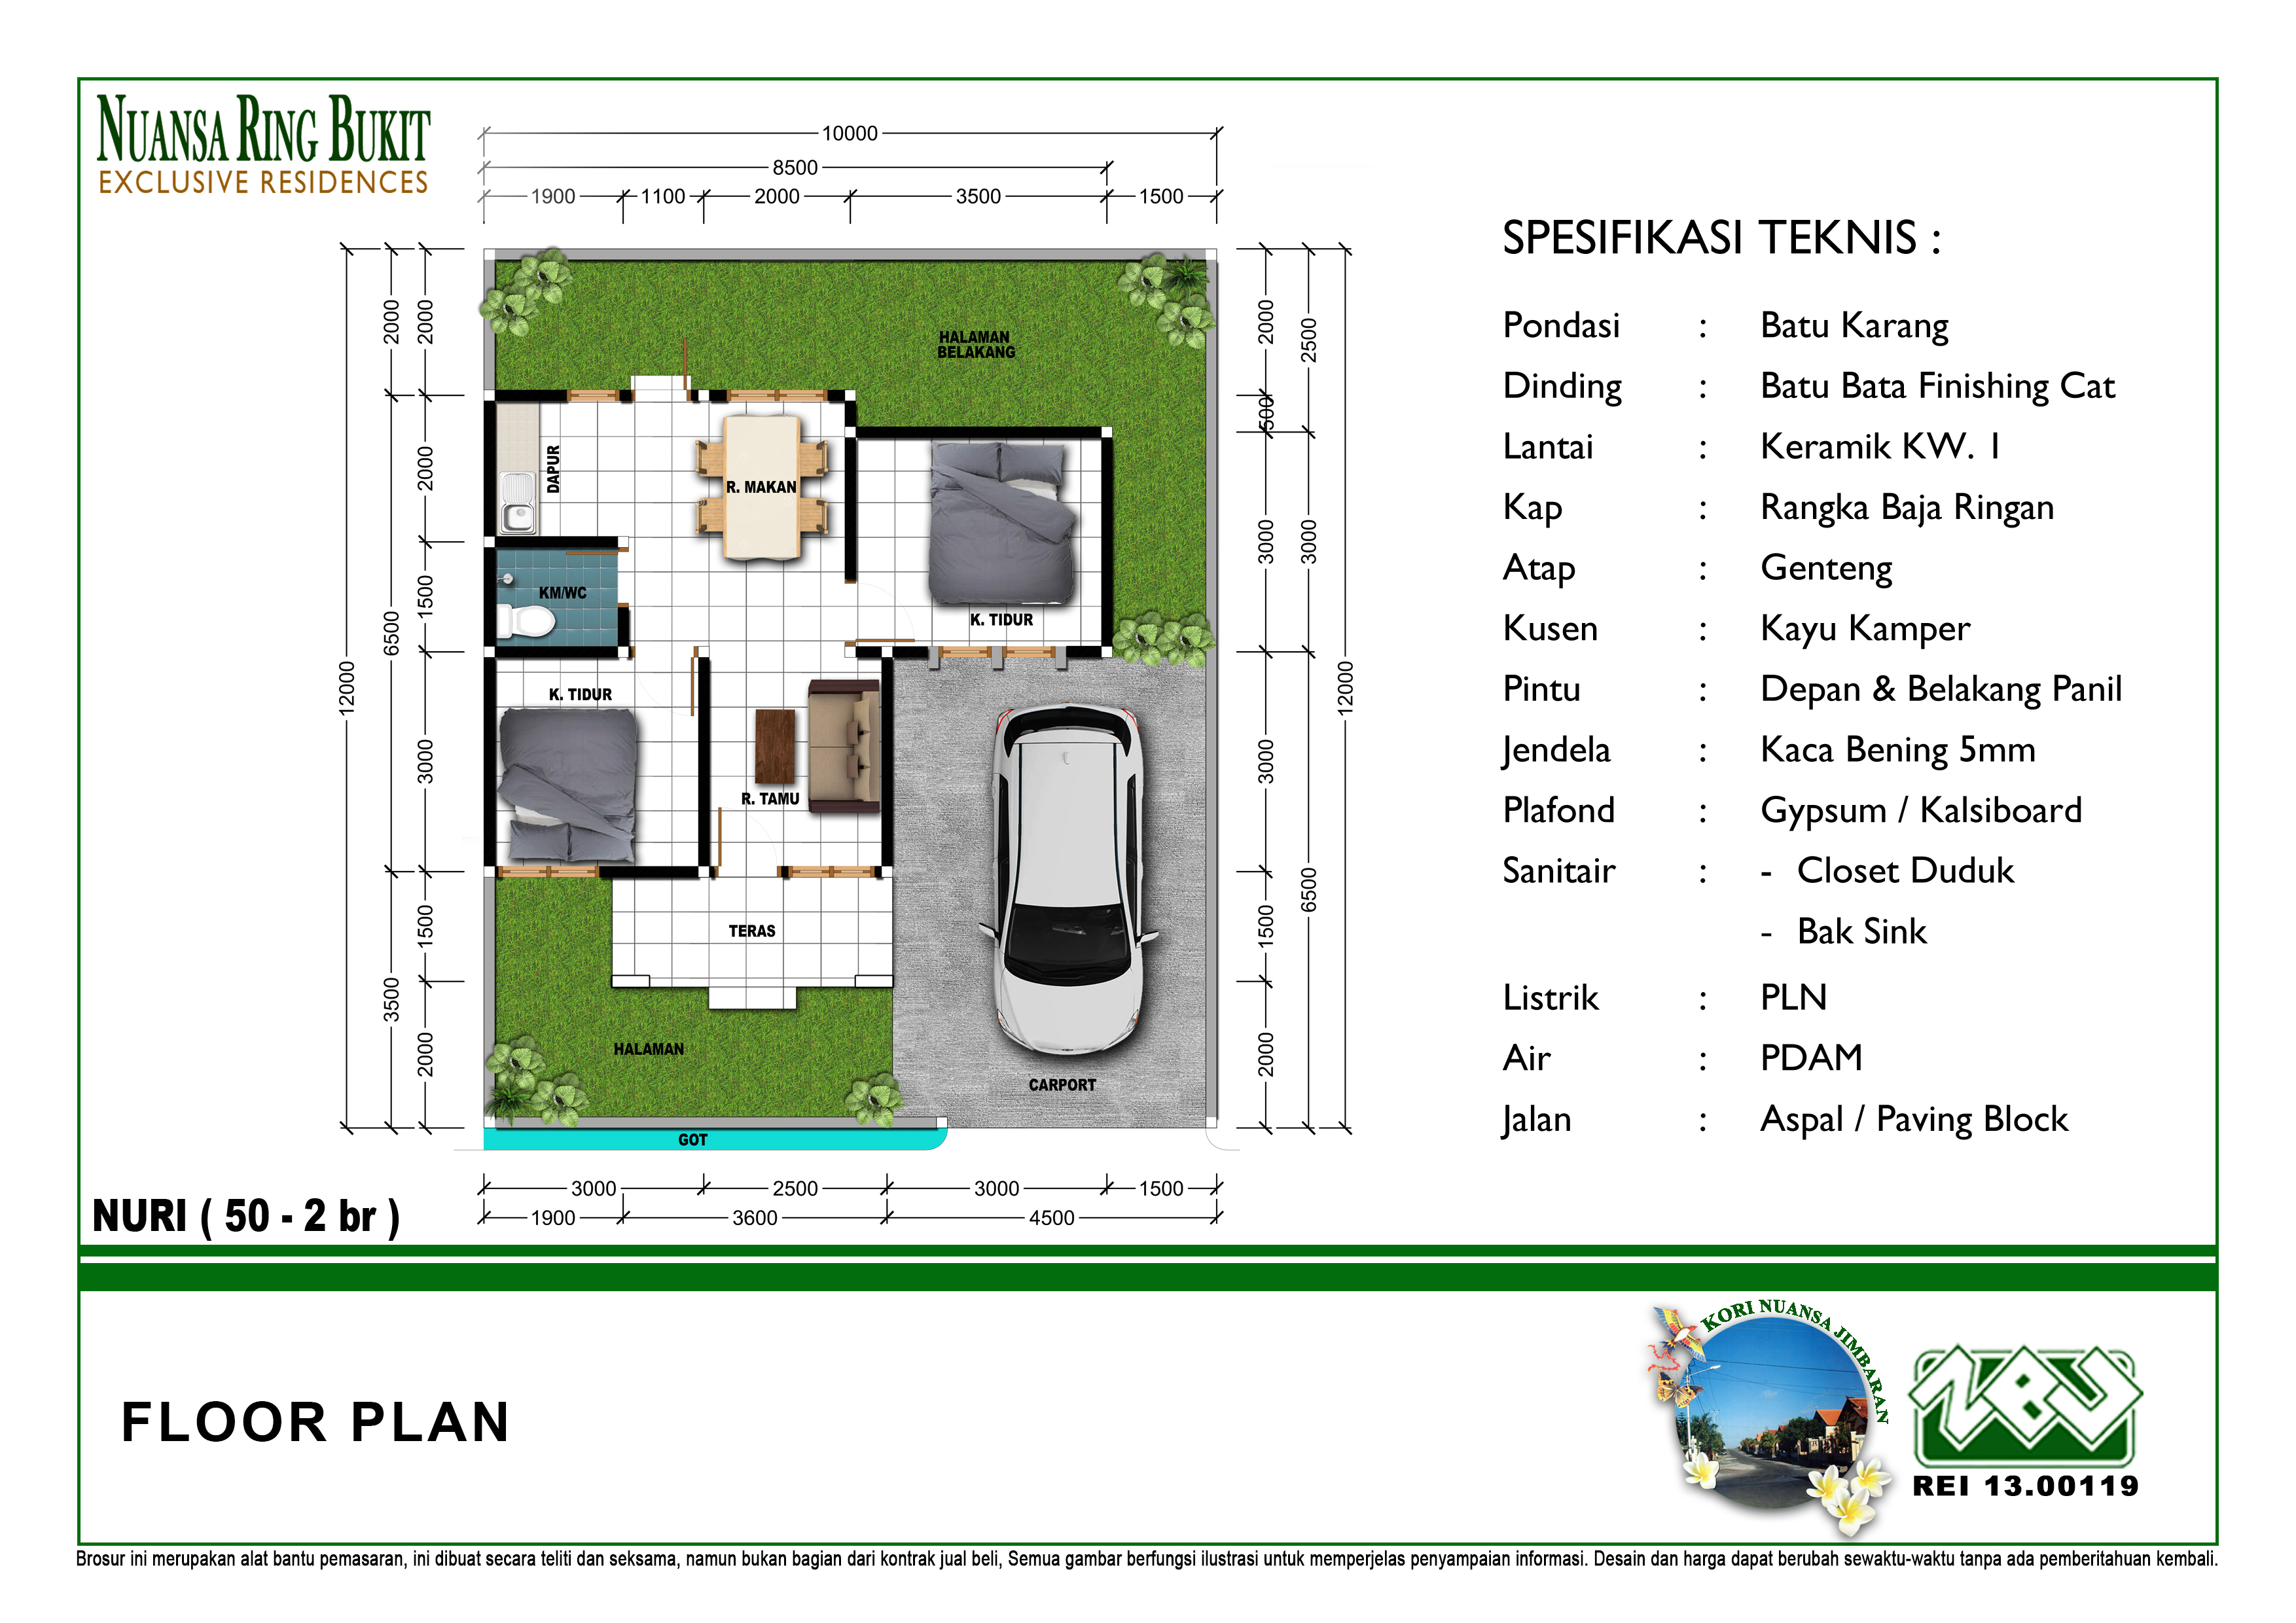 NUANSA RING BUKIT
EXCLUSIVE RESIDENCES
10000
8500
1900 1100 2000 3500 1500
12000
2000
6500
3500
2000
2000
1500
3000
1500
2000
HALAMAN
BELAKANG
DAPUR
R. MAKAN
KM/WC
K. TIDUR
K. TIDUR
R. TAMU
TERAS
HALAMAN
CARPORT
GOT
2000
500
3000
3000
1500
2000
2500
3000
6500
12000
3000 2500 3000 1500
1900 3600 4500
SPESIFIKASI TEKNIS :
Pondasi : Batu Karang
Dinding : Batu Bata Finishing Cat
Lantai : Keramik KW. 1
Kap : Rangka Baja Ringan
Atap : Genteng
Kusen : Kayu Kamper
Pintu : Depan & Belakang Panil
Jendela : Kaca Bening 5mm
Plafond : Gypsum / Kalsiboard
Sanitair : - Closet Duduk
- Bak Sink
Listrik : PLN
Air : PDAM
Jalan : Aspal / Paving Block
NURI ( 50 - 2 br )
FLOOR PLAN
KORI NUANSA JIMBARAN
NBU
REI 13.00119
Brosur ini merupakan alat bantu pemasaran, ini dibuat secara teliti dan seksama, namun bukan bagian dari kontrak jual beli, Semua gambar berfungsi ilustrasi untuk memperjelas penyampaian informasi. Desain dan harga dapat berubah sewaktu-waktu tanpa ada pemberitahuan kembali.